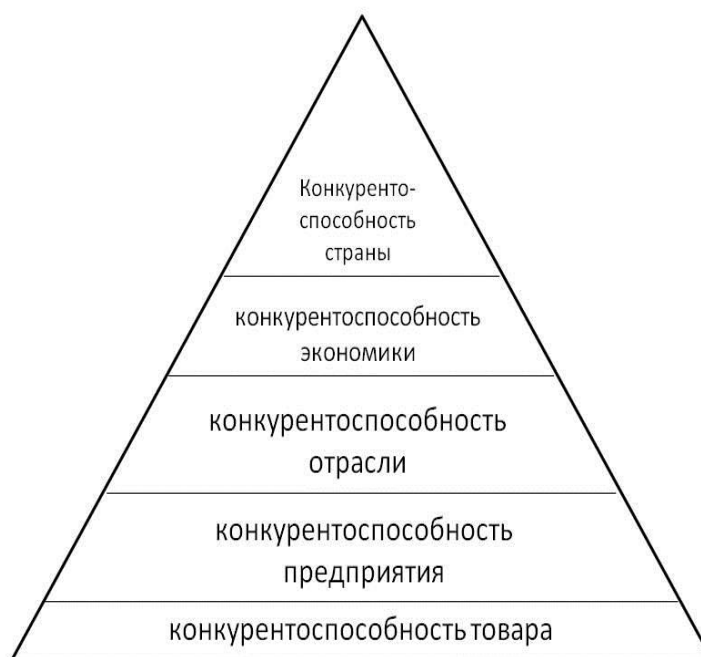 Конкуренто-
способность
страны
конкурентоспособность
экономики
конкурентоспособность
отрасли
конкурентоспособность
предприятия
конкурентоспособность товара